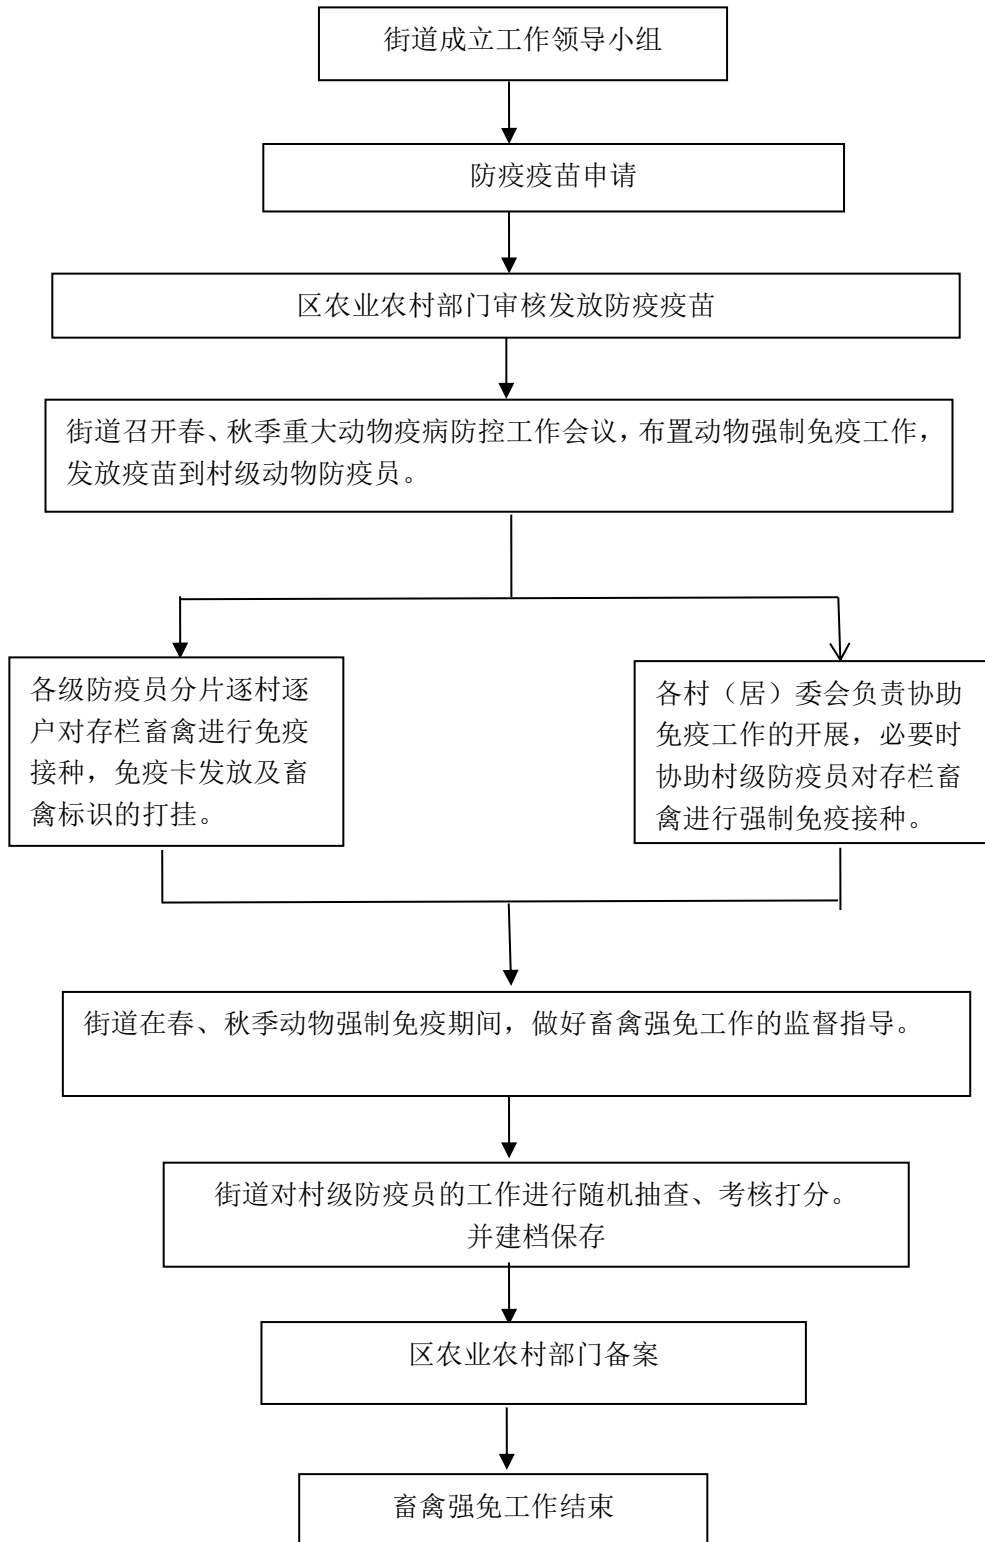 街道成立工作领导小组
防疫疫苗申请
区农业农村部门审核发放防疫疫苗
街道召开春、秋季重大动物疫病防控工作会议，布置动物强制免疫工作，
发放疫苗到村级动物防疫员。
各级防疫员分片逐村逐
户对存栏畜禽进行免疫
接种，免疫卡发放及畜
禽标识的打挂。
各村（居）委会负责协助
免疫工作的开展，必要时
协助村级防疫员对存栏畜
禽进行强制免疫接种。
街道在春、秋季动物强制免疫期间，做好畜禽强免工作的监督指导。
街道对村级防疫员的工作进行随机抽查、考核打分。
并建档保存
区农业农村部门备案
畜禽强免工作结束